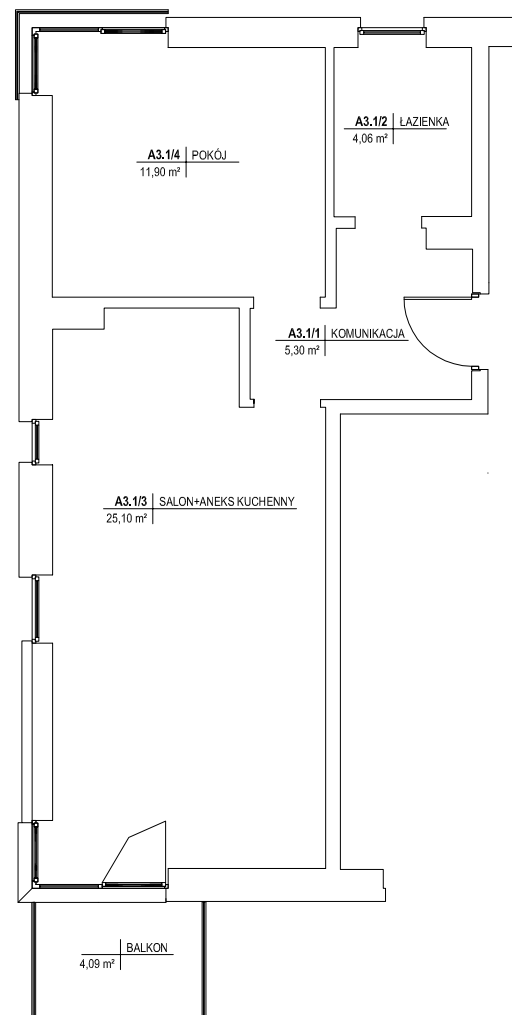 A3.1/2 ŁAZIENKA
4,06 m²
A3.1/4 POKÓJ
11,90 m²
A3.1/1 KOMUNIKACJA
5,30 m²
A3.1/3 SALON+ANEKS KUCHENNY
25,10 m²
BALKON
4,09 m²